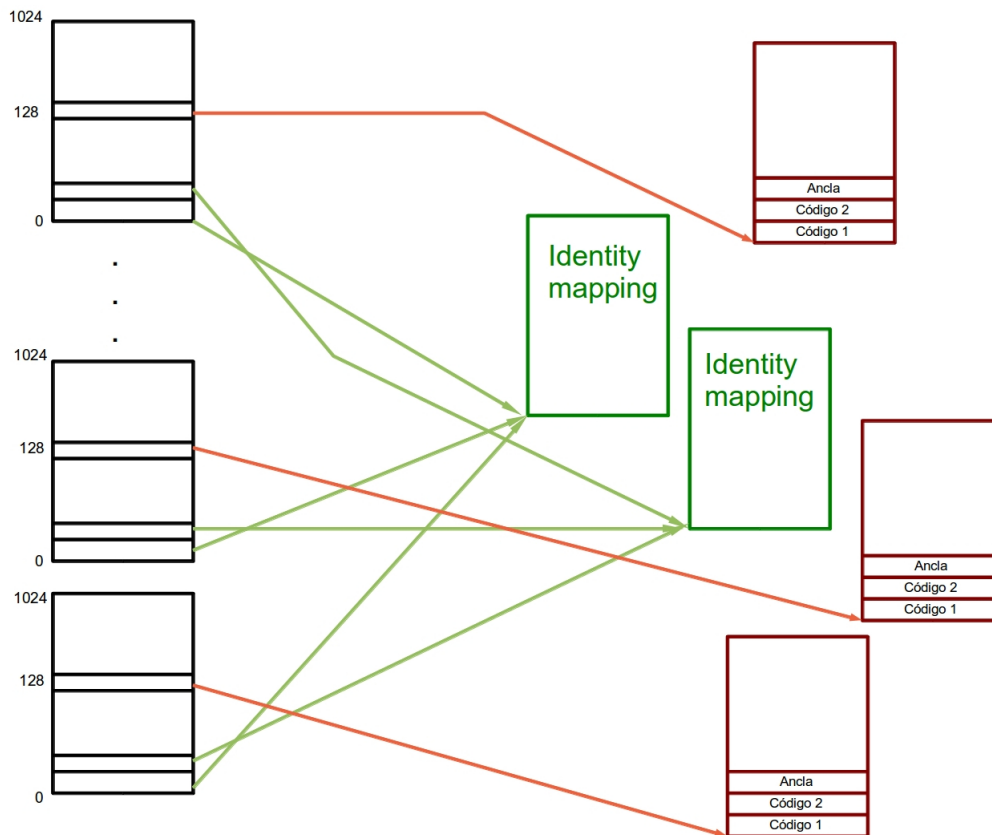 1024
128
0
Ancla
Código 2
Código 1
Identity
mapping
.
.
.
1024
128
0
Identity
mapping
Ancla
Código 2
Código 1
1024
128
0
Ancla
Código 2
Código 1